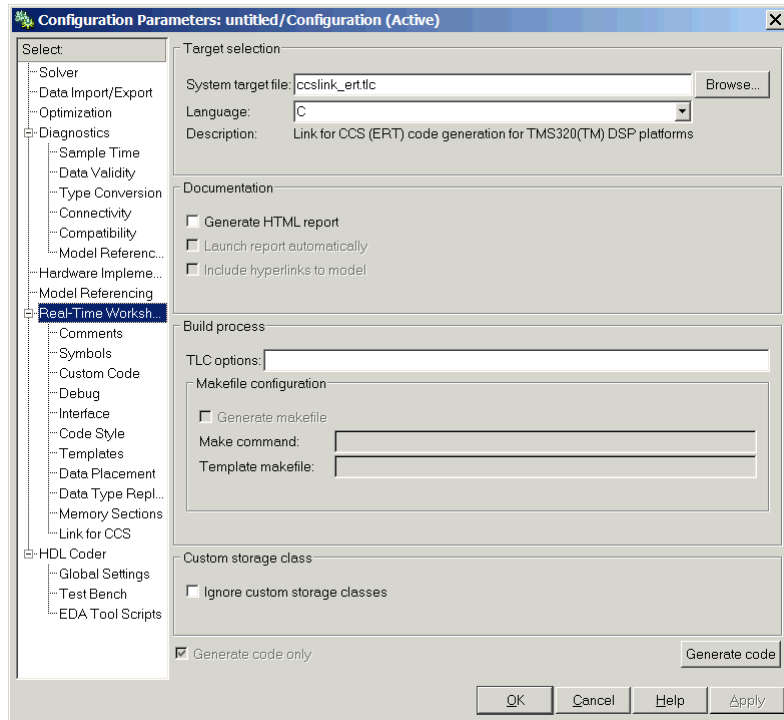 Configuration Parameters: untitled/Configuration (Active)
Select:
Solver
Data Import/Export
Optimization
Diagnostics
Sample Time
Data Validity
Type Conversion
Connectivity
Compatibility
Model Referenc...
Hardware Impleme...
Model Referencing
Real-Time Worksh...
Comments
Symbols
Custom Code
Debug
Interface
Code Style
Templates
Data Placement
Data Type Repl...
Memory Sections
Link for CCS
HDL Coder
Global Settings
Test Bench
EDA Tool Scripts
Target selection
System target file: ccslink_ert.tlc Browse...
Language: C
Description: Link for CCS (ERT) code generation for TMS320(TM) DSP platforms
Documentation
Generate HTML report
Launch report automatically
Include hyperlinks to model
Build process
TLC options:
Makefile configuration
Generate makefile
Make command:
Template makefile:
Custom storage class
Ignore custom storage classes
Generate code only Generate code
OK Cancel Help Apply